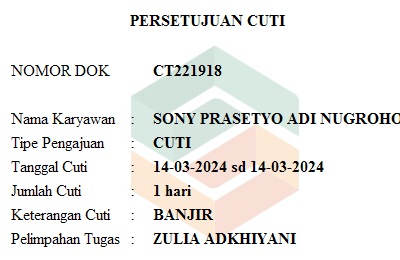 PERSETUJUAN CUTI
NOMOR DOK CT221918
Nama Karyawan : SONY PRASETYO ADI NUGROHO
Tipe Pengajuan : CUTI
Tanggal Cuti : 14-03-2024 sd 14-03-2024
Jumlah Cuti : 1 hari
Keterangan Cuti : BANJIR
Pelimpahan Tugas : ZULIA ADKHIYANI